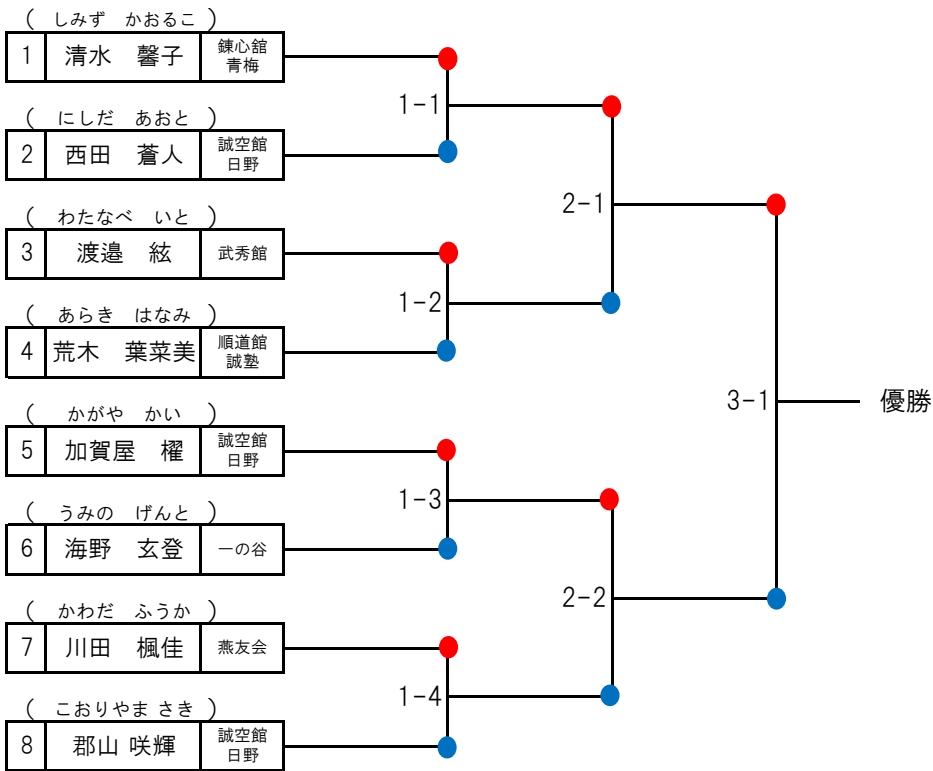 ( しみず かおるこ )
1 清水 馨子 錬心舘 青梅
1-1
( にしだ あおと )
2 西田 蒼人 誠空館 日野
2-1
( わたなべ いと )
3 渡邉 絃 武秀館
1-2
( あらき はなみ )
4 荒木 葉菜美 順道館 誠塾
3-1 優勝
( かがや かい )
5 加賀屋 櫂 誠空館 日野
1-3
( うみの げんと )
6 海野 玄登 一の谷
2-2
( かわだ ふうか )
7 川田 楓佳 燕友会
1-4
( こおりやま さき )
8 郡山 咲輝 誠空館 日野